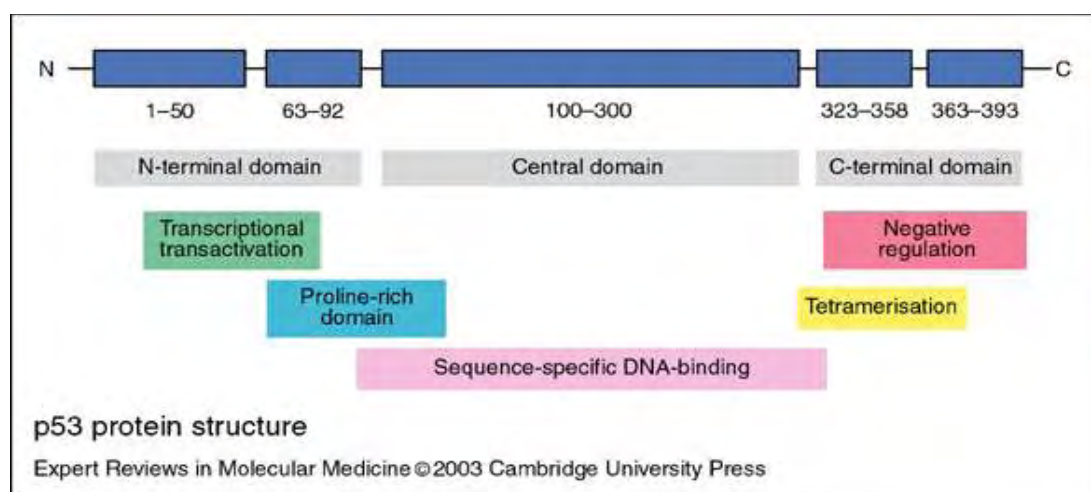 N
C
1–50
63–92
100–300
323–358
363–393
N-terminal domain
Central domain
C-terminal domain
Transcriptional
transactivation
Negative
regulation
Proline-rich
domain
Tetramerisation
Sequence-specific DNA-binding
p53 protein structure
Expert Reviews in Molecular Medicine © 2003 Cambridge University Press